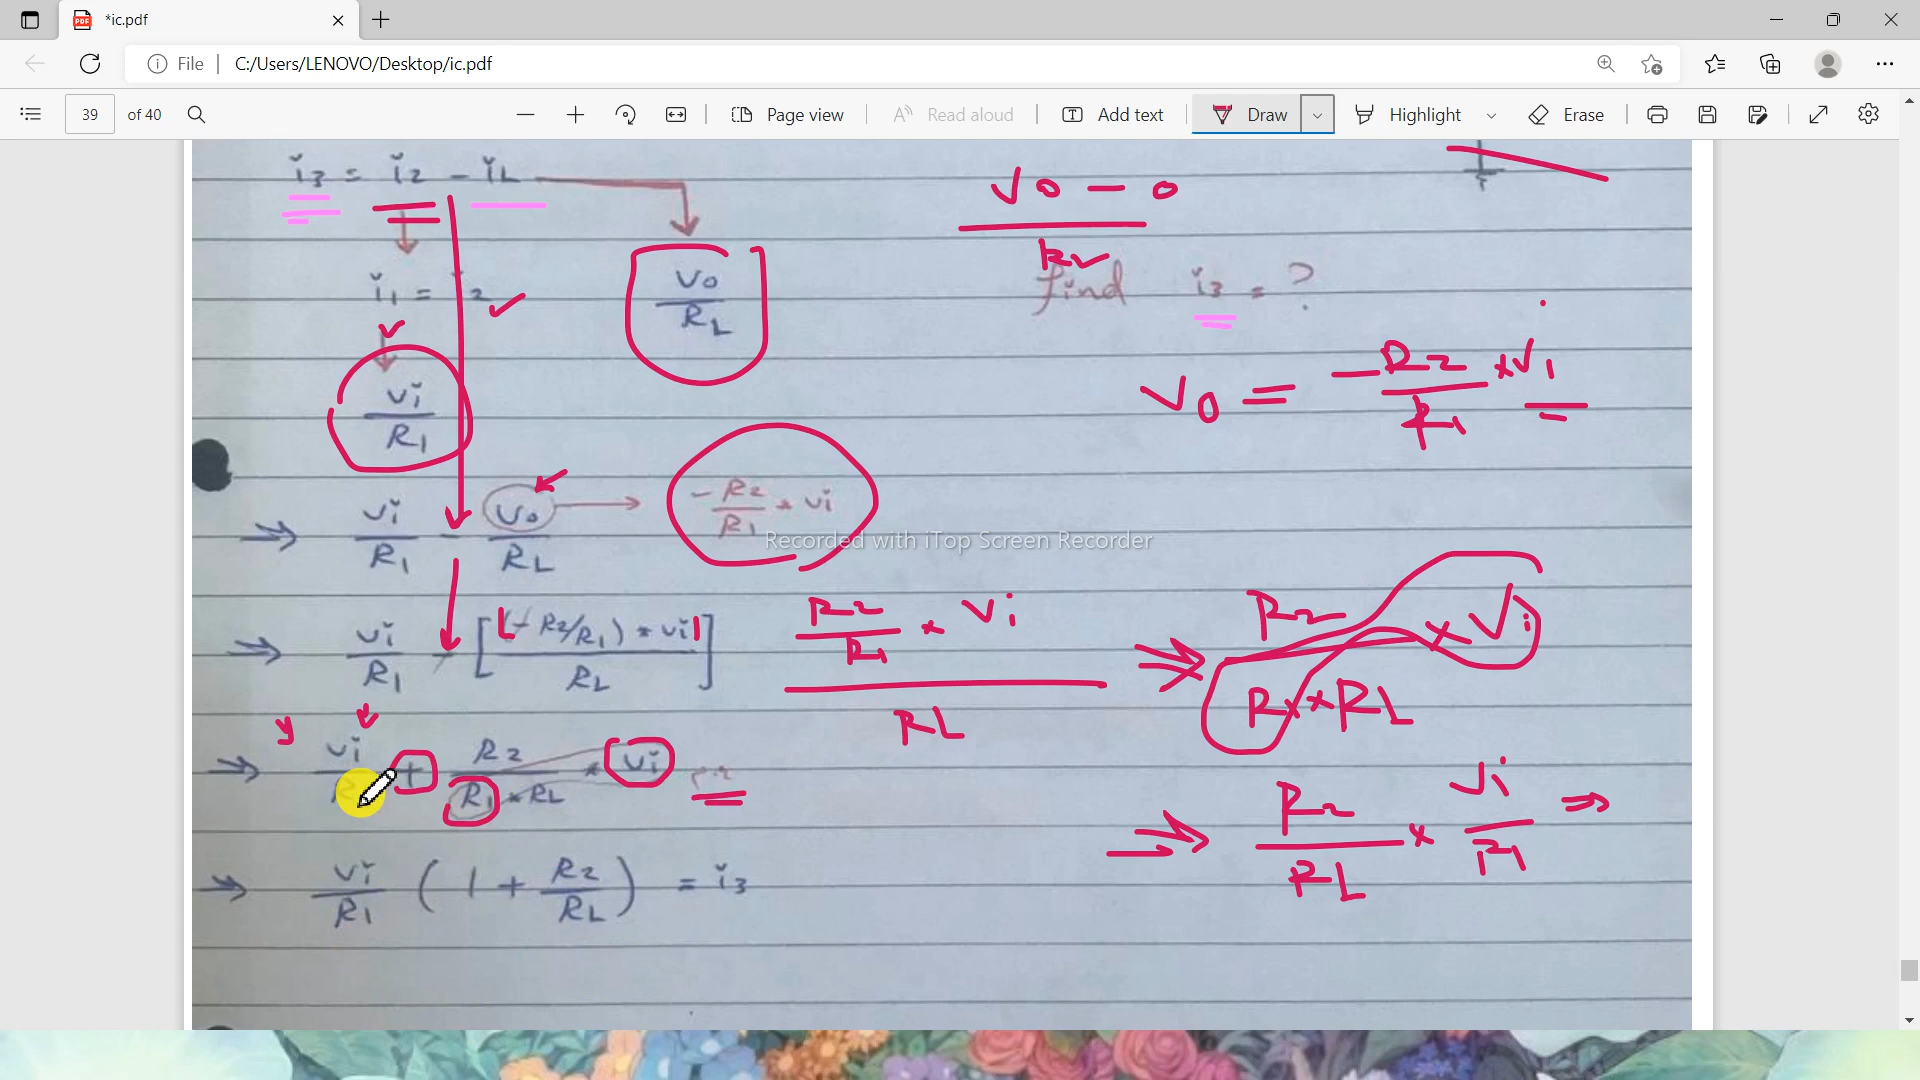 *ic.pdf
File C:/Users/LENOVO/Desktop/ic.pdf
39 of 40 Page view Read aloud Add text Draw Highlight Erase
i3 = i2 - iL
Vo - 0
RL
i1 = i2
Vo
RL
find i3 = ?
Vi
R1
Vo = -R2/R1 × Vi
Vi/R1 - Vo/RL → -R2/R1 * Vi
Recorded with iTop Screen Recorder
⇒ Vi/R1 - [(-R2/R1) * Vi / RL]
R2/R1 * Vi
RL
⇒ R2 × Vi
R1 × RL
⇒ Vi + R2/R1 * RL * Vi
⇒ R2/RL × Vi/R1 ⇒
⇒ Vi/R1 (1 + R2/RL) = i3